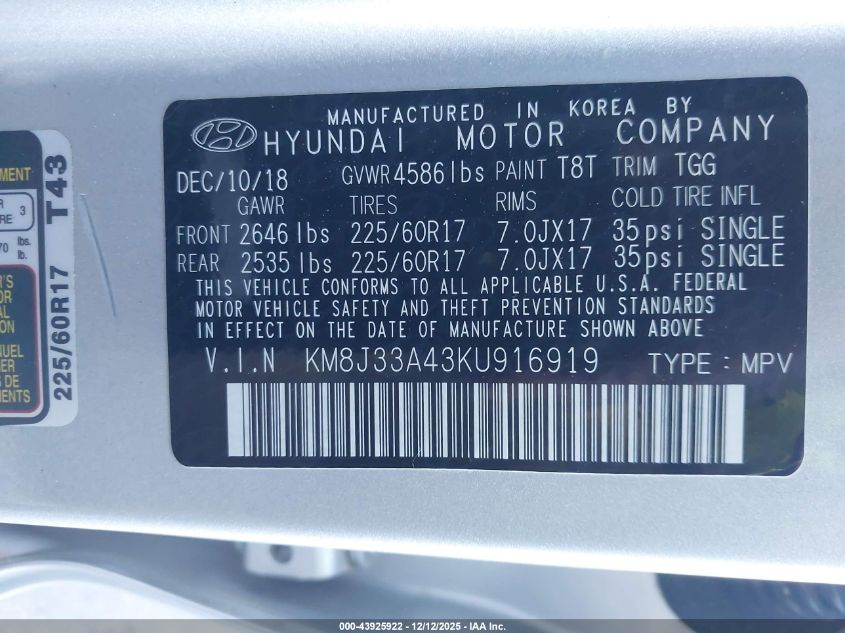 MANUFACTURED IN KOREA BY
HYUNDAI MOTOR COMPANY
DEC/10/18 GVWR 4586 lbs PAINT T8T TRIM TGG
GAWR TIRES RIMS COLD TIRE INFL
FRONT 2646 lbs 225/60R17 7.0JX17 35psi SINGLE
REAR 2535 lbs 225/60R17 7.0JX17 35psi SINGLE
THIS VEHICLE CONFORMS TO ALL APPLICABLE U.S.A. FEDERAL
MOTOR VEHICLE SAFETY AND THEFT PREVENTION STANDARDS
IN EFFECT ON THE DATE OF MANUFACTURE SHOWN ABOVE
V.I.N KM8J33A43KU916919 TYPE : MPV
225/60R17 T43
3
lbs.
lb.
000-43925922 - 12/12/2025 - IAA Inc.